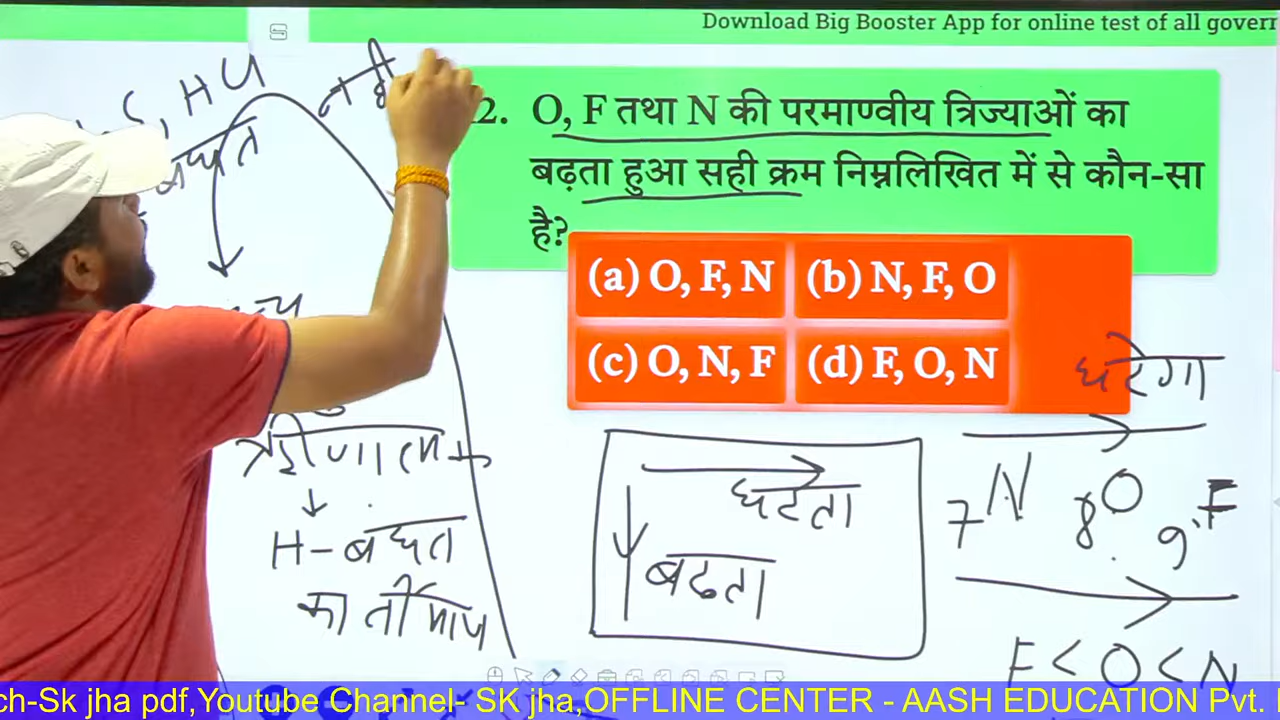 Download Big Booster App for online test of all govern
2. O, F तथा N की परमाण्वीय त्रिज्याओं का
बढ़ता हुआ सही क्रम निम्नलिखित में से कौन-सा
है?
(a) O, F, N
(b) N, F, O
(c) O, N, F
(d) F, O, N
घटेगा
7N 8O 9F
F < O < N
घटता
बढता
H - बंधन
ch-Sk jha pdf,Youtube Channel- SK jha,OFFLINE CENTER - AASH EDUCATION Pvt.